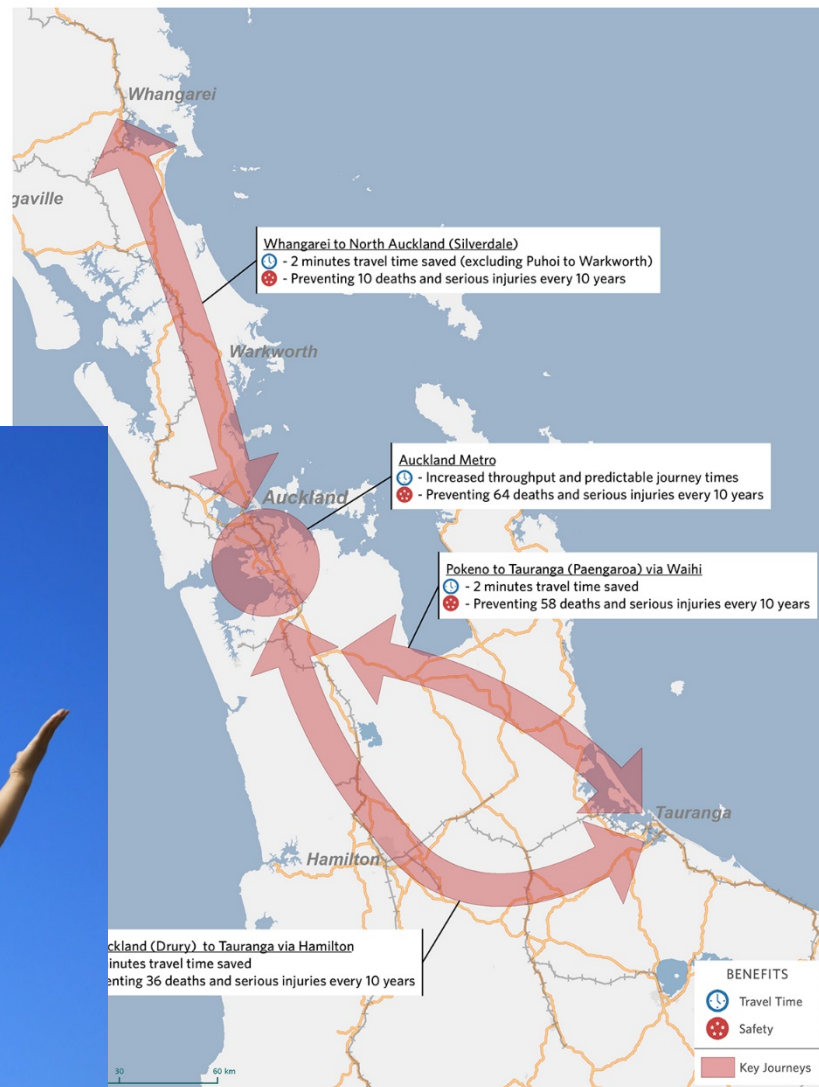 Whangarei
gaville
Whangarei to North Auckland (Silverdale)
- 2 minutes travel time saved (excluding Puhoi to Warkworth)
- Preventing 10 deaths and serious injuries every 10 years
Warkworth
Auckland Metro
- Increased throughput and predictable journey times
- Preventing 64 deaths and serious injuries every 10 years
Auckland
Pokeno to Tauranga (Paengaroa) via Waihi
- 2 minutes travel time saved
- Preventing 58 deaths and serious injuries every 10 years
Tauranga
Hamilton
ckland (Drury) to Tauranga via Hamilton
inutes travel time saved
enting 36 deaths and serious injuries every 10 years
BENEFITS
Travel Time
Safety
Key Journeys
30 60 km